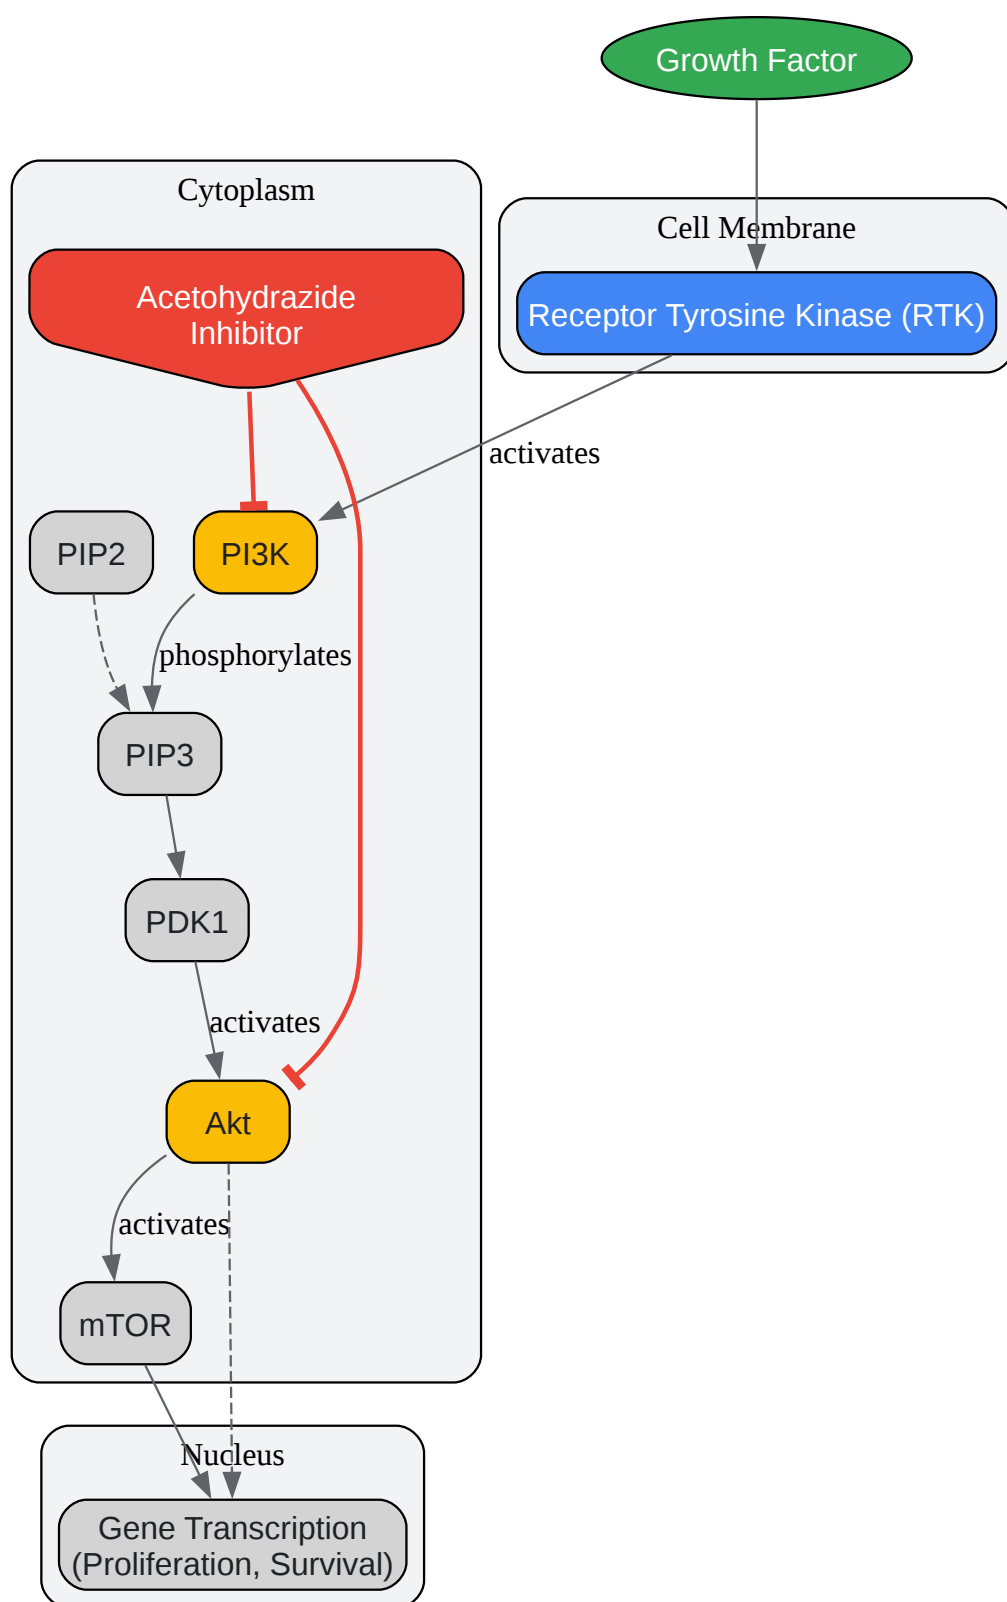 Growth Factor
Cytoplasm
Cell Membrane
Acetohydrazide
Inhibitor
Receptor Tyrosine Kinase (RTK)
activates
PIP2
PI3K
phosphorylates
PIP3
PDK1
activates
Akt
activates
mTOR
Nucleus
Gene Transcription
(Proliferation, Survival)